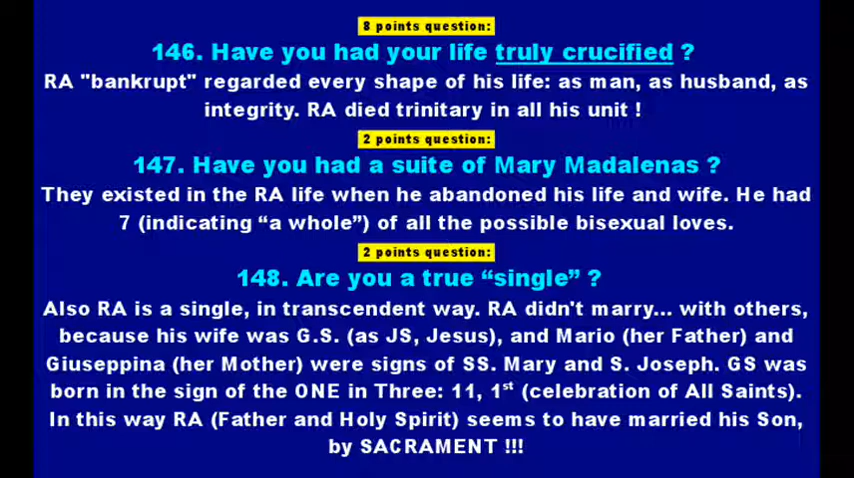 8 points question:
146. Have you had your life truly crucified ?
RA "bankrupt" regarded every shape of his life: as man, as husband, as
integrity. RA died trinitary in all his unit !
2 points question:
147. Have you had a suite of Mary Madalenas ?
They existed in the RA life when he abandoned his life and wife. He had
7 (indicating “a whole”) of all the possible bisexual loves.
2 points question:
148. Are you a true “single” ?
Also RA is a single, in transcendent way. RA didn't marry... with others,
because his wife was G.S. (as JS, Jesus), and Mario (her Father) and
Giuseppina (her Mother) were signs of SS. Mary and S. Joseph. GS was
born in the sign of the ONE in Three: 11, 1st (celebration of All Saints).
In this way RA (Father and Holy Spirit) seems to have married his Son,
by SACRAMENT !!!